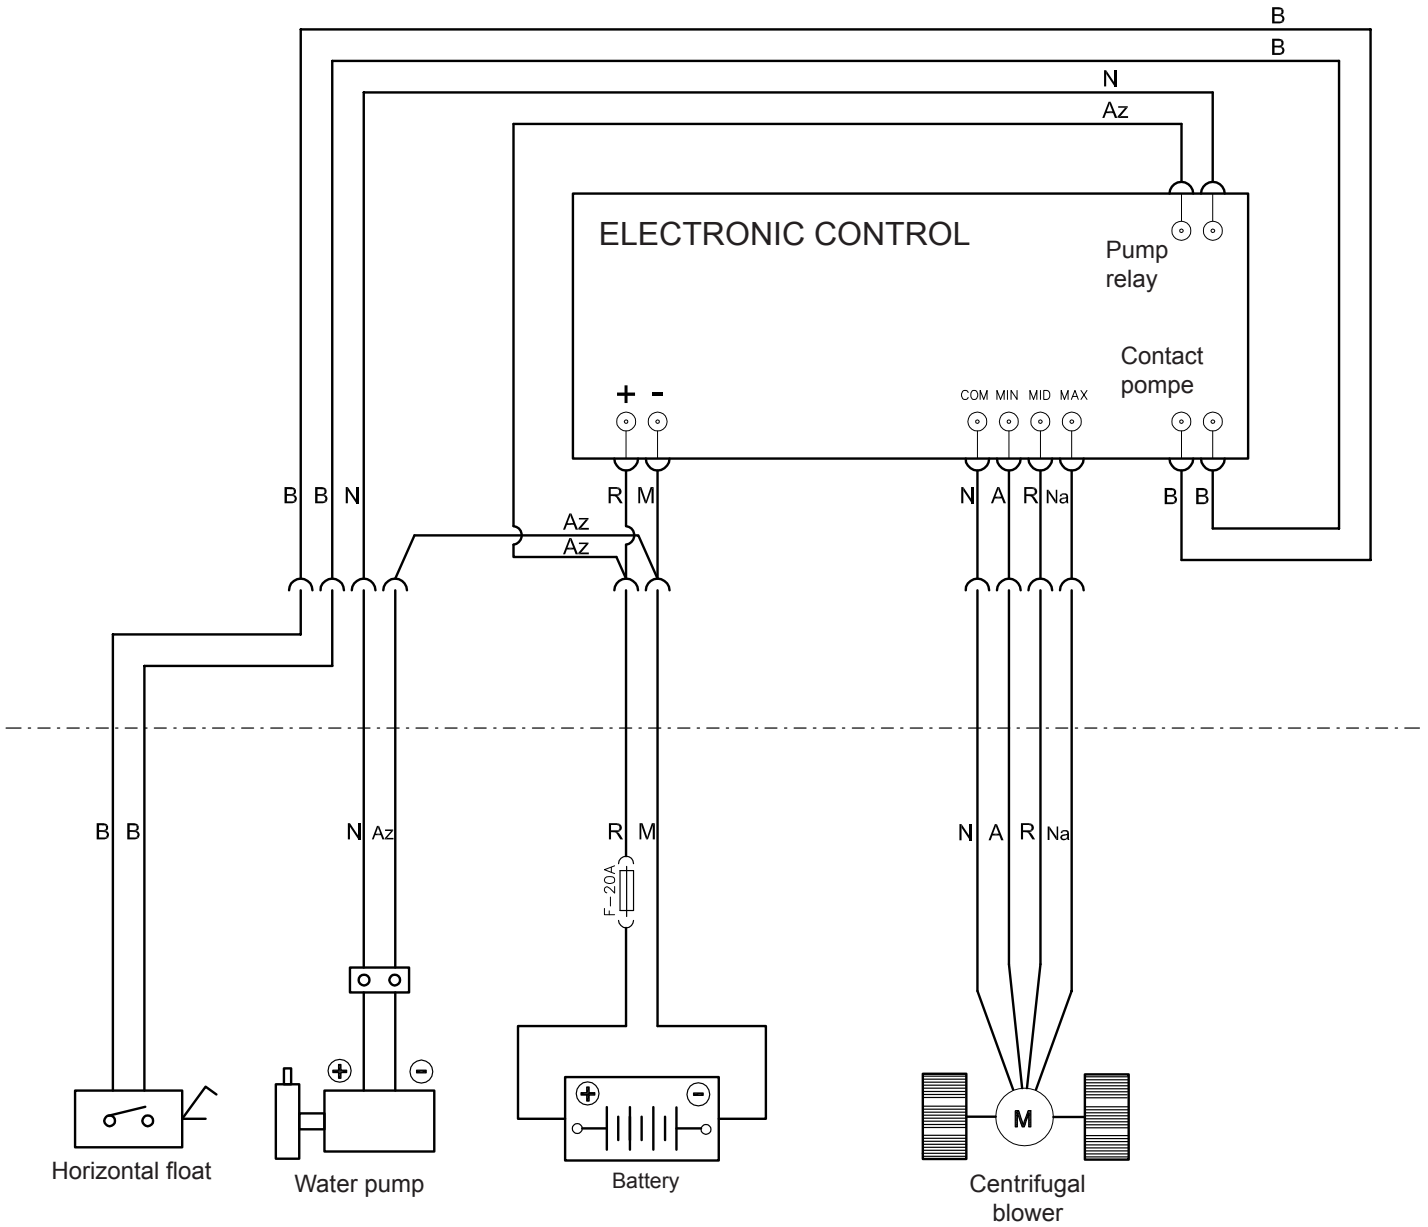 B
B
N
Az
ELECTRONIC CONTROL
Pump
relay
Contact
pompe
+ -
COM MIN MID MAX
B B N R M N A R Na B B
Az
Az
B B N Az R M N A R Na
F-20A
+ -
+ -
M
Horizontal float
Water pump
Battery
Centrifugal
blower